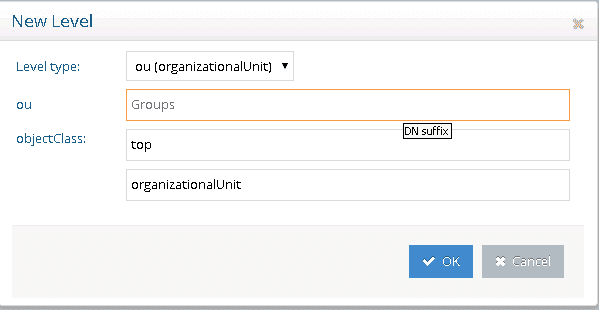 New Level
Level type: ou (organizationalUnit)
ou Groups
DN suffix
objectClass: top
organizationalUnit
OK Cancel